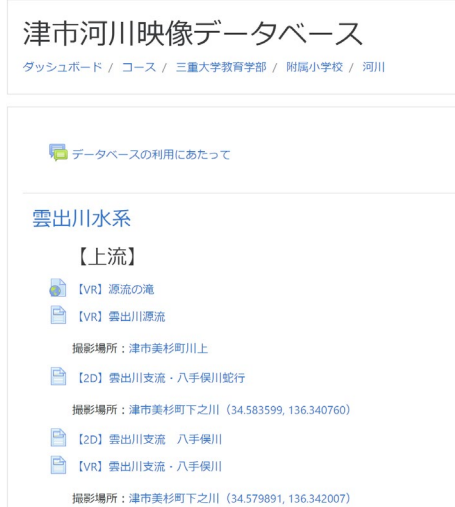 津市河川映像データベース
ダッシュボード / コース / 三重大学教育学部 / 附属小学校 / 河川
データベースの利用にあたって
雲出川水系
【上流】
【VR】源流の滝
【VR】雲出川源流
撮影場所：津市美杉町川上
【2D】雲出川支流・八手俣川蛇行
撮影場所：津市美杉町下之川（34.583599, 136.340760）
【2D】雲出川支流　八手俣川
【VR】雲出川支流・八手俣川
撮影場所：津市美杉町下之川（34.579891, 136.342007）